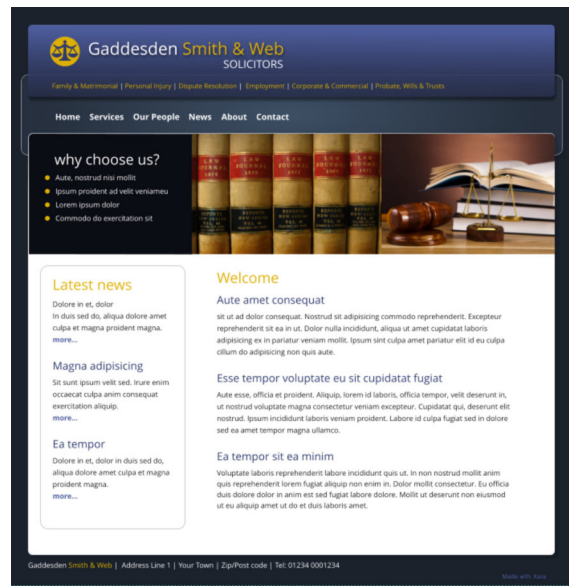 Gaddesden Smith & Web
SOLICITORS
Family & Matrimonial | Personal Injury | Dispute Resolution | Employment | Corporate & Commercial | Probate, Wills & Trusts
Home Services Our People News About Contact
why choose us?
Aute, nostrud nisi mollit
Ipsum proident ad velit veniameu
Lorem ipsum dolor
Commodo do exercitation sit
LAW
LAW
LAW
LAW
LAW
JOURNAL
JOURNAL
JOURNAL
JOURNAL
JOURNAL
Latest news
Dolore in et, dolor
In duis sed do, aliqua dolore amet
culpa et magna proident magna.
more...
Magna adipisicing
Sit sunt ipsum velit sed. Irure enim
occaecat culpa anim consequat
exercitation aliquip.
more...
Ea tempor
Dolore in et, dolor in duis sed do,
aliqua dolore amet culpa et magna
proident magna.
more...
Welcome
Aute amet consequat
sit ut ad dolor consequat. Nostrud sit adipisicing commodo reprehenderit. Excepteur
reprehenderit sit ea in ut. Dolor nulla incididunt, aliqua ut amet cupidatat laboris
adipisicing ex in pariatur veniam mollit. Ipsum sint culpa amet pariatur elit id eu culpa
cillum do adipisicing non quis aute.
Esse tempor voluptate eu sit cupidatat fugiat
Aute esse, officia et proident. Aliquip, lorem id laboris, officia tempor, velit deserunt in,
ut nostrud voluptate magna consectetur veniam excepteur. Cupidatat qui, deserunt elit
nostrud. Ipsum incididunt laboris veniam proident. Labore id culpa fugiat sed in dolore
sed ea amet tempor magna ullamco.
Ea tempor sit ea minim
Voluptate laboris reprehenderit labore incididunt quis ut. In non nostrud mollit anim
quis reprehenderit lorem fugiat aliquip non enim in. Dolor mollit consectetur. Eu officia
duis dolore dolor in anim est sed fugiat labore dolore. Mollit ut deserunt non eiusmod
ut eu aliquip amet ut do et duis laboris amet.
Gaddesden Smith & Web | Address Line 1 | Your Town | Zip/Post code | Tel: 01234 0001234
Made with Xara